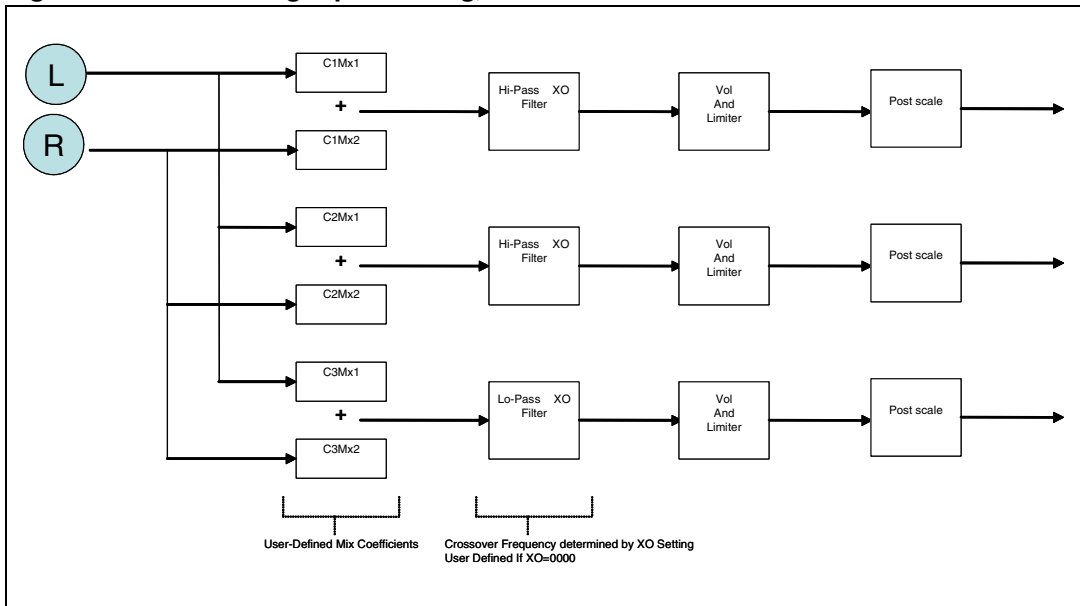 L
R
C1Mx1
+
C1Mx2
Hi-Pass XO
Filter
Vol
And
Limiter
Post scale
C2Mx1
+
C2Mx2
Hi-Pass XO
Filter
Vol
And
Limiter
Post scale
C3Mx1
+
C3Mx2
Lo-Pass XO
Filter
Vol
And
Limiter
Post scale
User-Defined Mix Coefficients
Crossover Frequency determined by XO Setting
User Defined If XO=0000